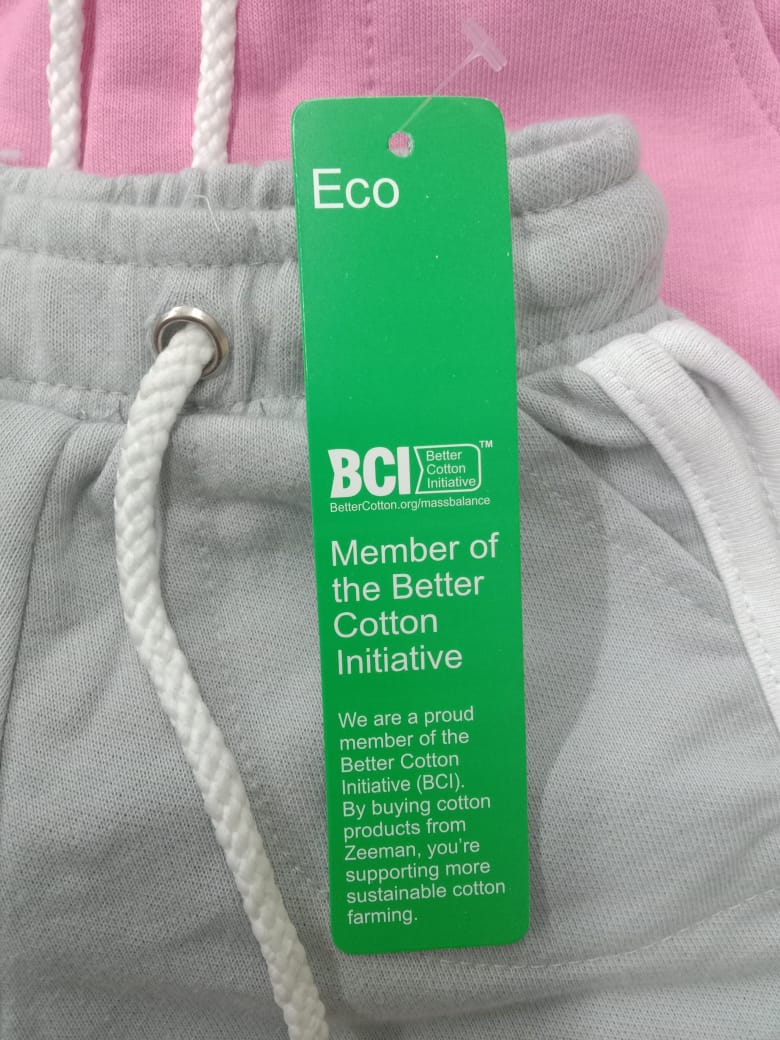 Eco
BCI
Better
Cotton
Initiative
TM
BetterCotton.org/massbalance
Member of
the Better
Cotton
Initiative
We are a proud
member of the
Better Cotton
Initiative (BCI).
By buying cotton
products from
Zeeman, you're
supporting more
sustainable cotton
farming.